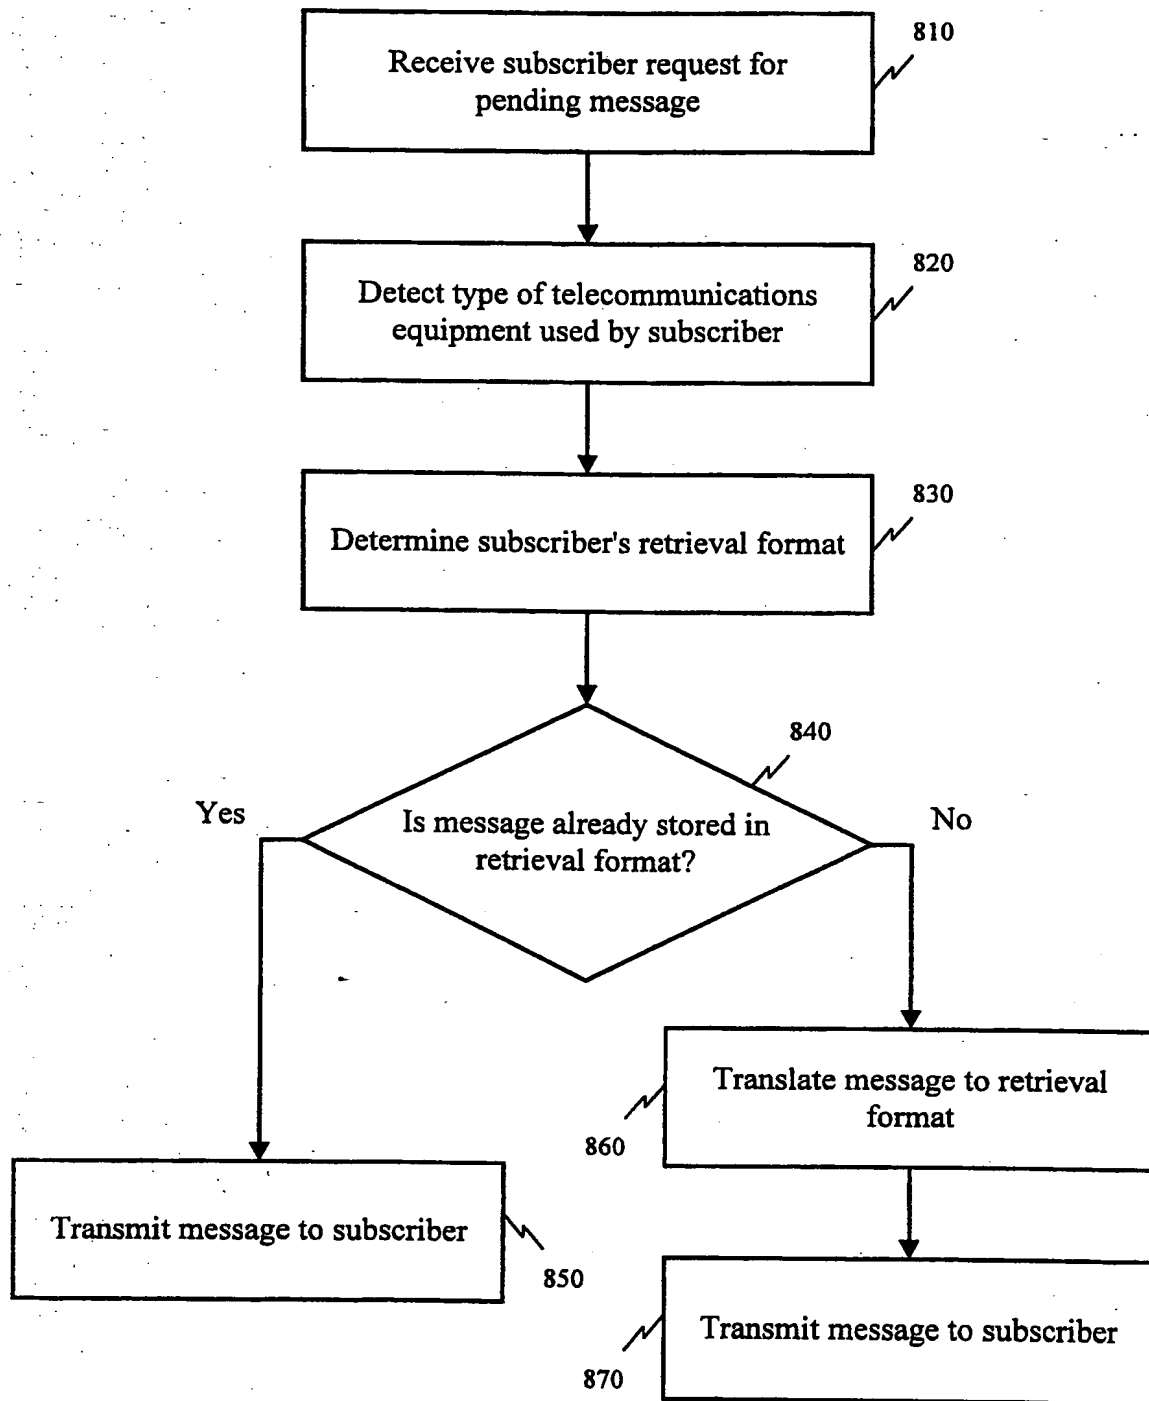 810
Receive subscriber request for
pending message
820
Detect type of telecommunications
equipment used by subscriber
830
Determine subscriber's retrieval format
840
Yes
No
Is message already stored in
retrieval format?
Translate message to retrieval
format
860
Transmit message to subscriber
850
Transmit message to subscriber
870